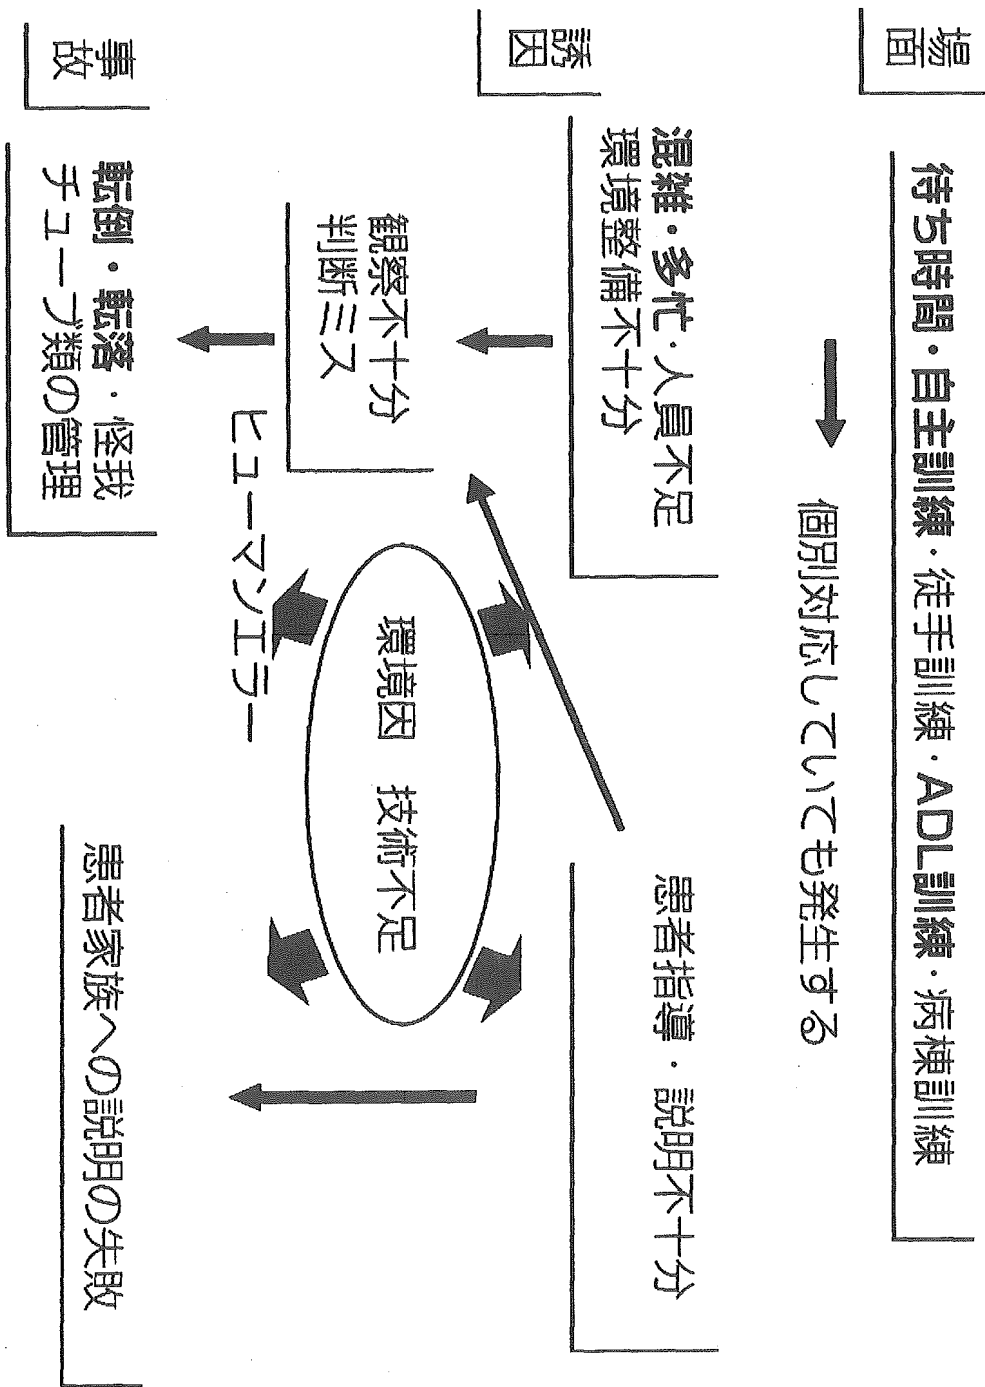 場面
待ち時間・自主訓練・徒手訓練・ADL訓練・病棟訓練
個別対応していても発生する
誘因
混雑・多忙・人員不足
環境整備不十分
患者指導・説明不十分
観察不十分
判断ミス
環境因 技術不足
ヒューマンエラー
事故
転倒・転落・怪我
チューブ類の管理
患者家族への説明の失敗